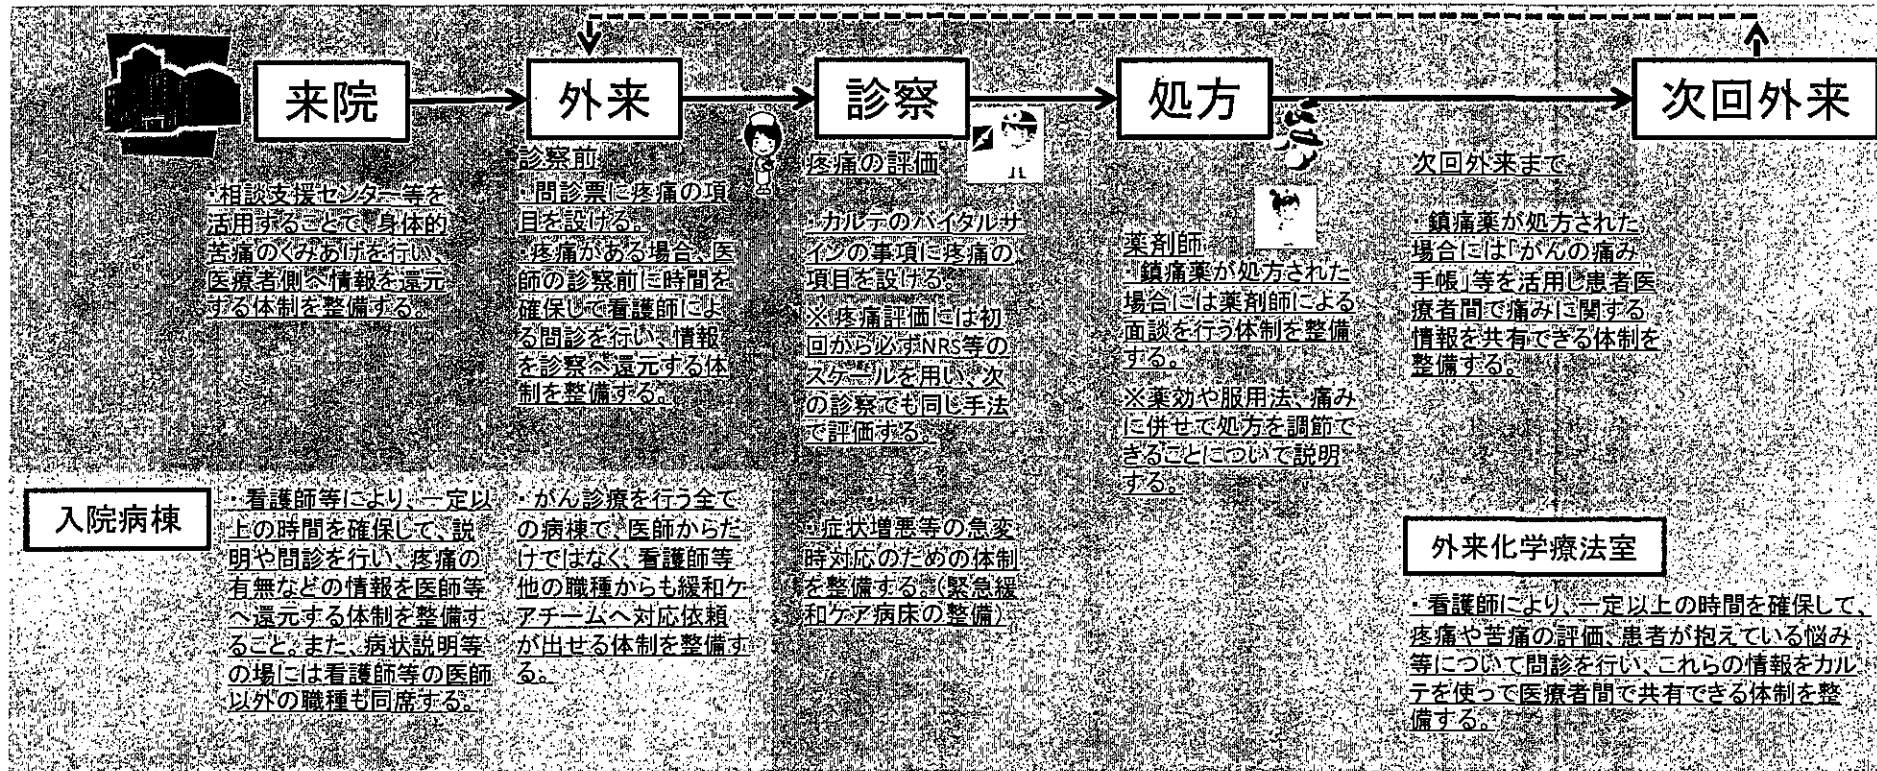 来院
外来
診察
処方
次回外来
・相談支援センター等を
活用することで、身体的
苦痛のくみあげを行い、
医療者側へ情報を還元
する体制を整備する。
診察前
・問診票に疼痛の項
目を設ける。
・疼痛がある場合、医
師の診察前に時間を
確保して看護師によ
る問診を行い、情報
を診察へ還元する体
制を整備する。
疼痛の評価
・カルテのバイタルサ
インの事項に疼痛の
項目を設ける。
※疼痛評価には初
回から必ずNRS等の
スケールを用い、次
の診察でも同じ手法
で評価する。
薬剤師
・鎮痛薬が処方された
場合には薬剤師による
面談を行う体制を整備
する。
※薬効や服用法、痛み
に併せて処方を調節で
きることについて説明
する。
次回外来まで
・鎮痛薬が処方された
場合には「がんの痛み
手帳」等を活用し患者医
療者間で痛みに関する
情報を共有できる体制を
整備する。
入院病棟
・看護師等により、一定以
上の時間を確保して、説
明や問診を行い、疼痛の
有無などの情報を医師等
へ還元する体制を整備す
ること。また、病状説明等
の場には看護師等の医師
以外の職種も同席する。
・がん診療を行う全て
の病棟で、医師からだ
けではなく、看護師等
他の職種からも緩和ケ
アチームへ対応依頼
が出せる体制を整備す
る。
・症状増悪等の急変
時対応のための体制
を整備する。（緊急緩
和ケア病床の整備）
外来化学療法室
・看護師により、一定以上の時間を確保して、
疼痛や苦痛の評価、患者が抱えている悩み
等について問診を行い、これらの情報をカル
テを使って医療者間で共有できる体制を整
備する。